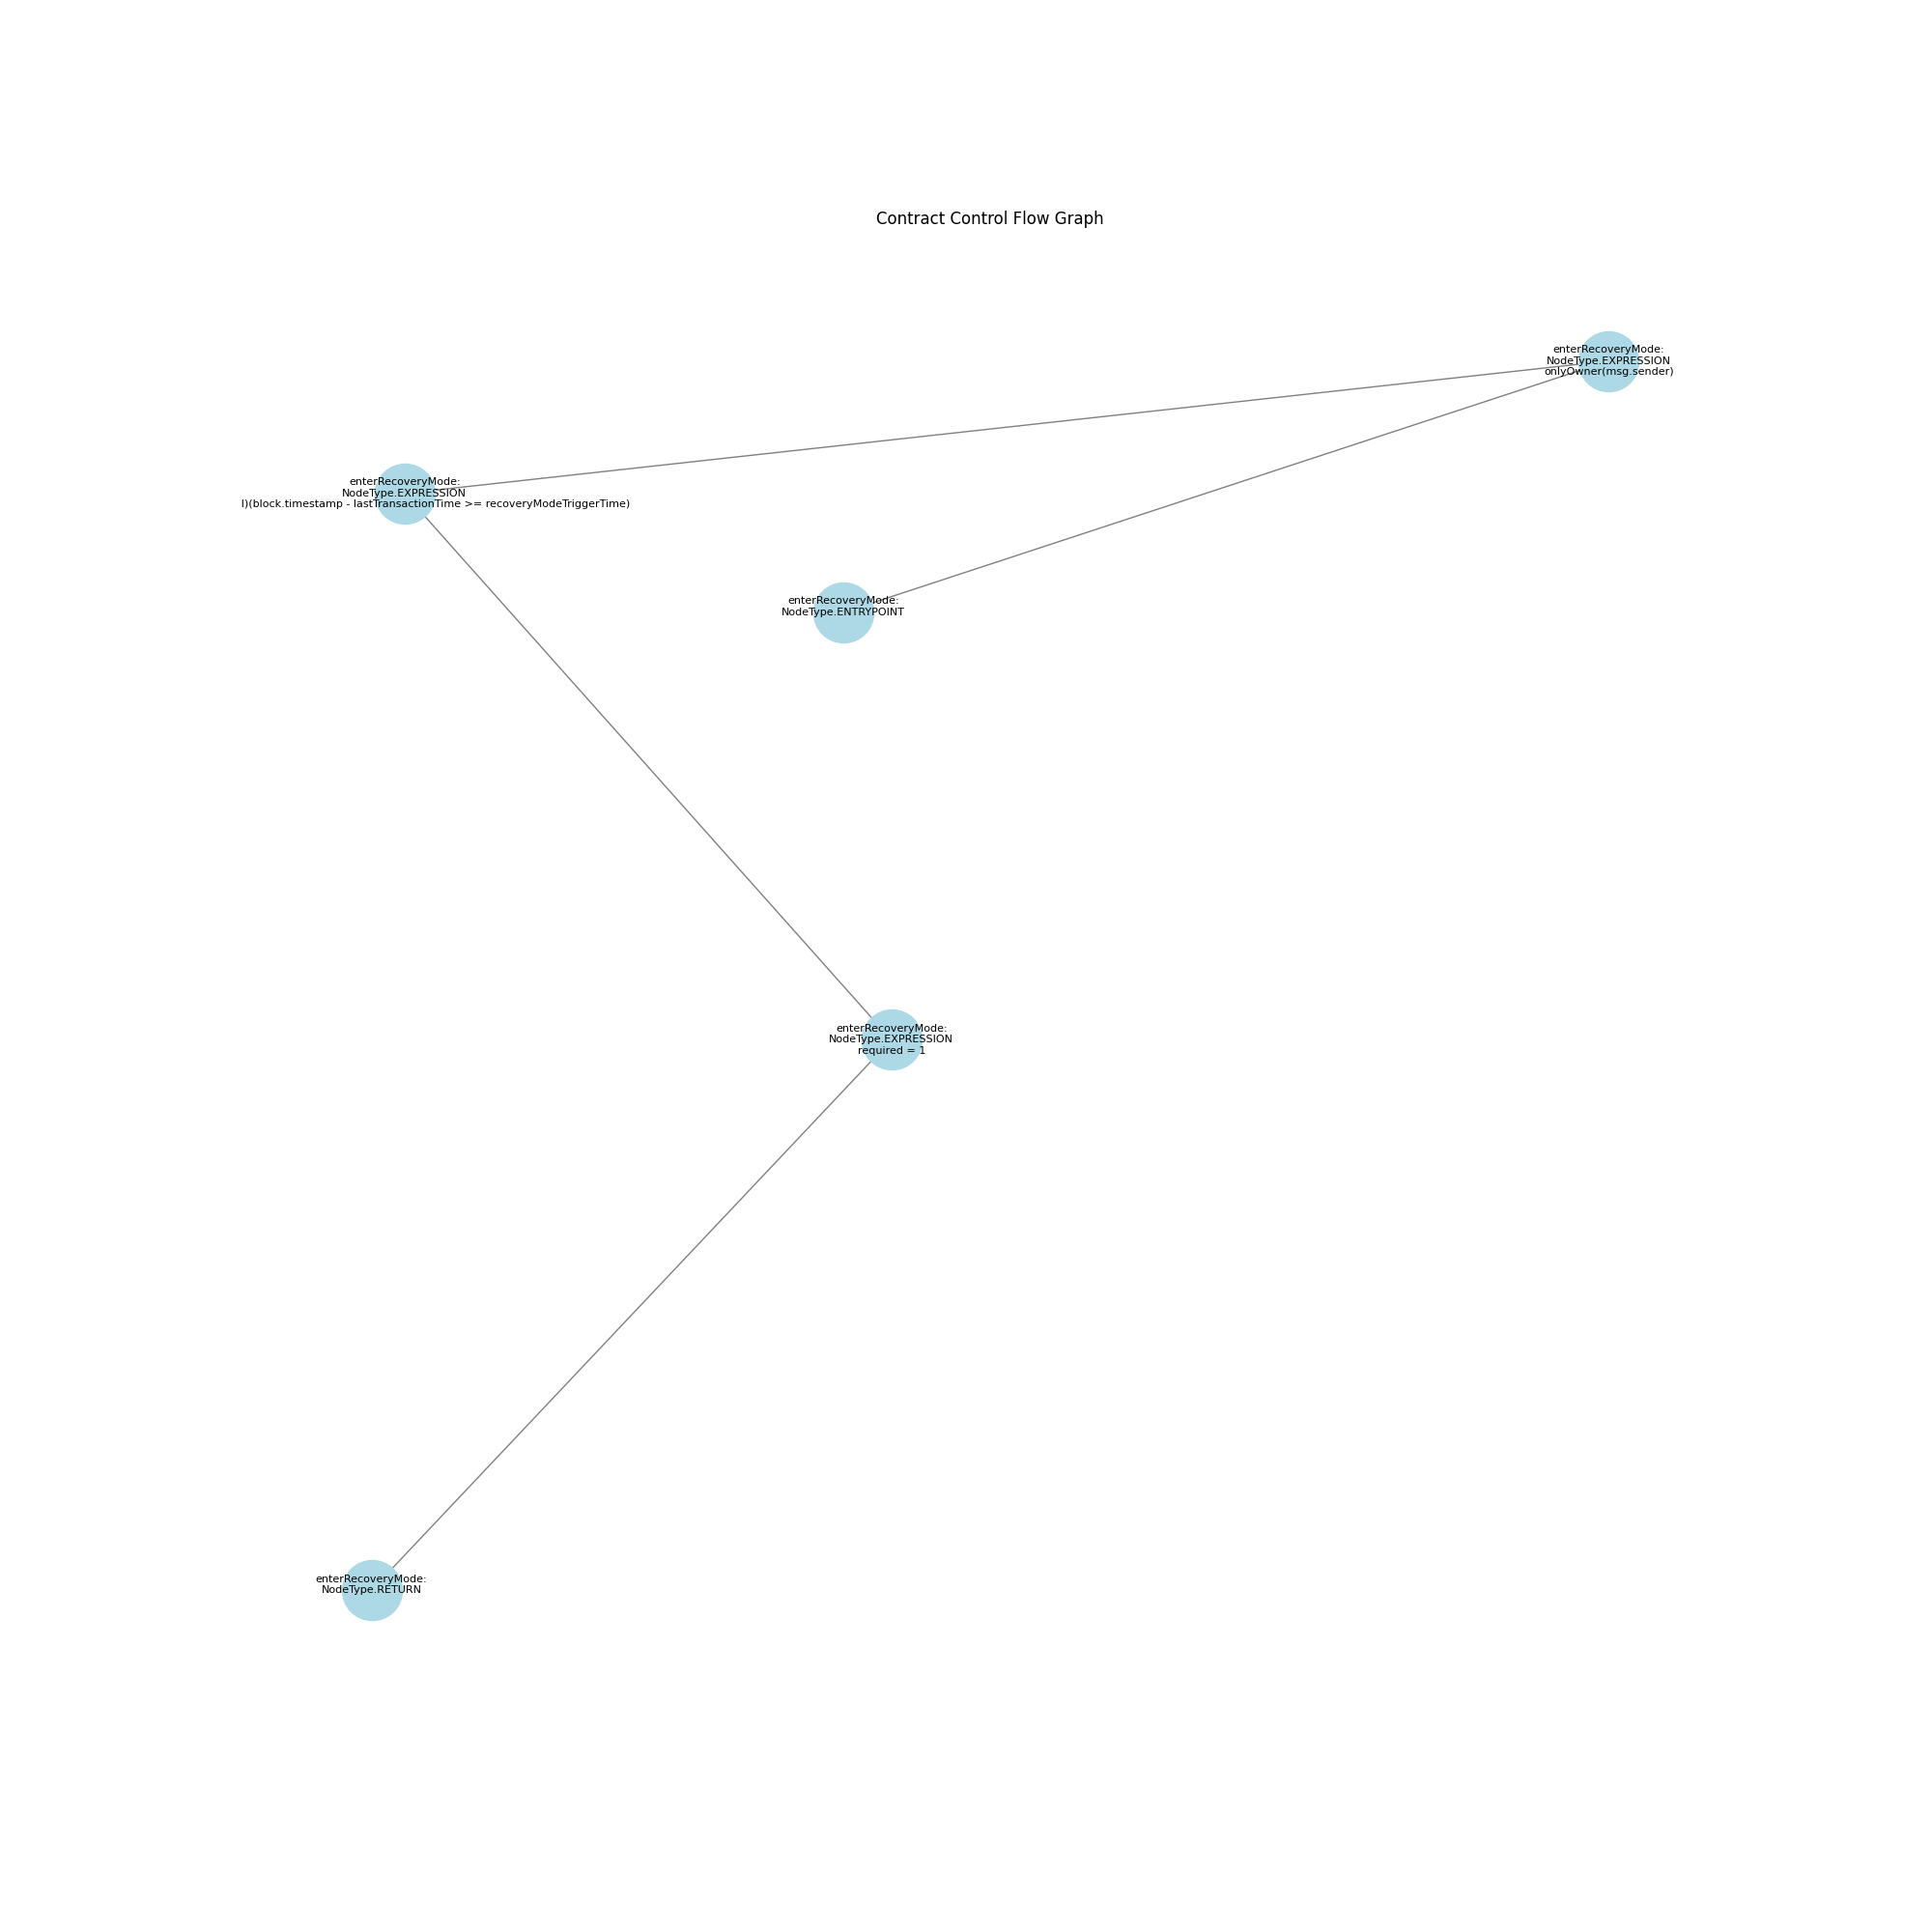 Contract Control Flow Graph
enterRecoveryMode:
NodeType.EXPRESSION
onlyOwner(msg.sender)
enterRecoveryMode:
NodeType.EXPRESSION
l)(block.timestamp - lastTransactionTime >= recoveryModeTriggerTime)
enterRecoveryMode:
NodeType.ENTRYPOINT
enterRecoveryMode:
NodeType.EXPRESSION
required = 1
enterRecoveryMode:
NodeType.RETURN